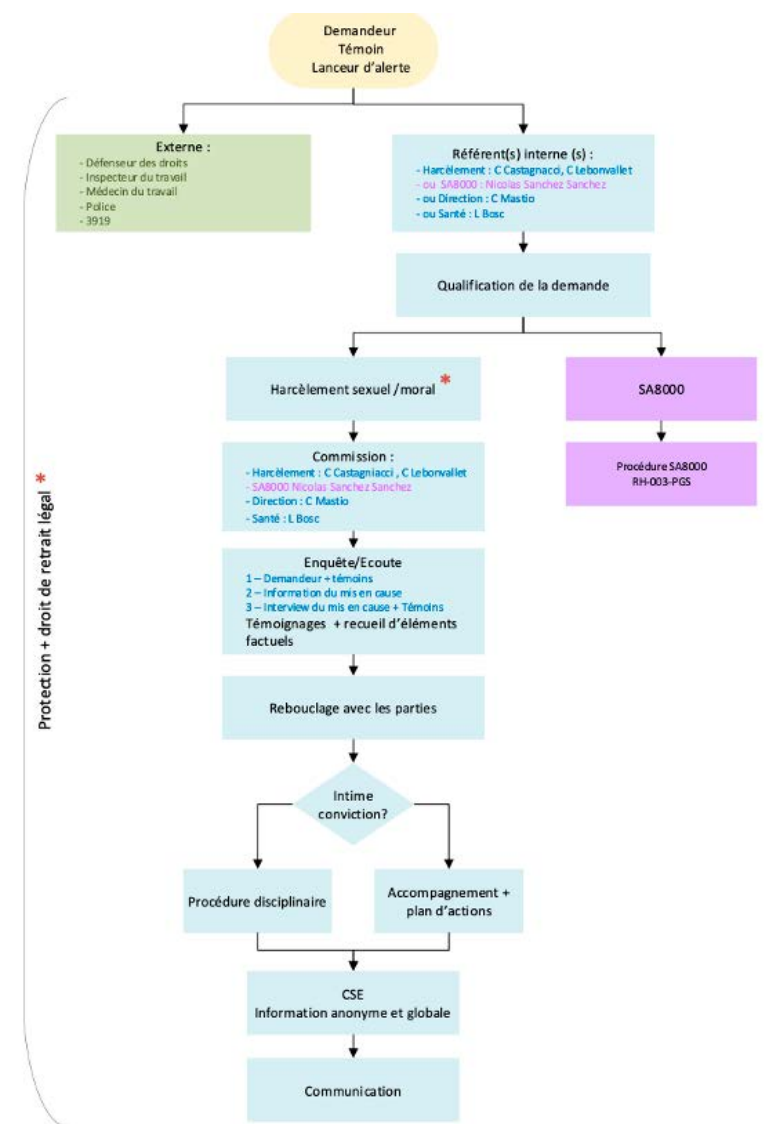 Demandeur
Témoin
Lanceur d'alerte
Externe :
- Défenseur des droits
- Inspecteur du travail
- Médecin du travail
- Police
- 3919
Référent(s) interne (s) :
- Harcèlement : C Castagnacci, C Lebonvallet
- ou SA8000 : Nicolas Sanchez Sanchez
- ou Direction : C Mastio
- ou Santé : L Bosc
Qualification de la demande
Harcèlement sexuel /moral *
SA8000
Commission :
- Harcèlement : C Castagniacci , C Lebonvallet
- SA8000 Nicolas Sanchez Sanchez
- Direction : C Mastio
- Santé : L Bosc
Procédure SA8000
RH-003-PGS
Enquête/Ecoute
1 – Demandeur + témoins
2 – Information du mis en cause
3 – Interview du mis en cause + Témoins
Témoignages + recueil d'éléments
factuels
Protection + droit de retrait légal *
Rebouclage avec les parties
Intime
conviction?
Procédure disciplinaire
Accompagnement +
plan d'actions
CSE
Information anonyme et globale
Communication